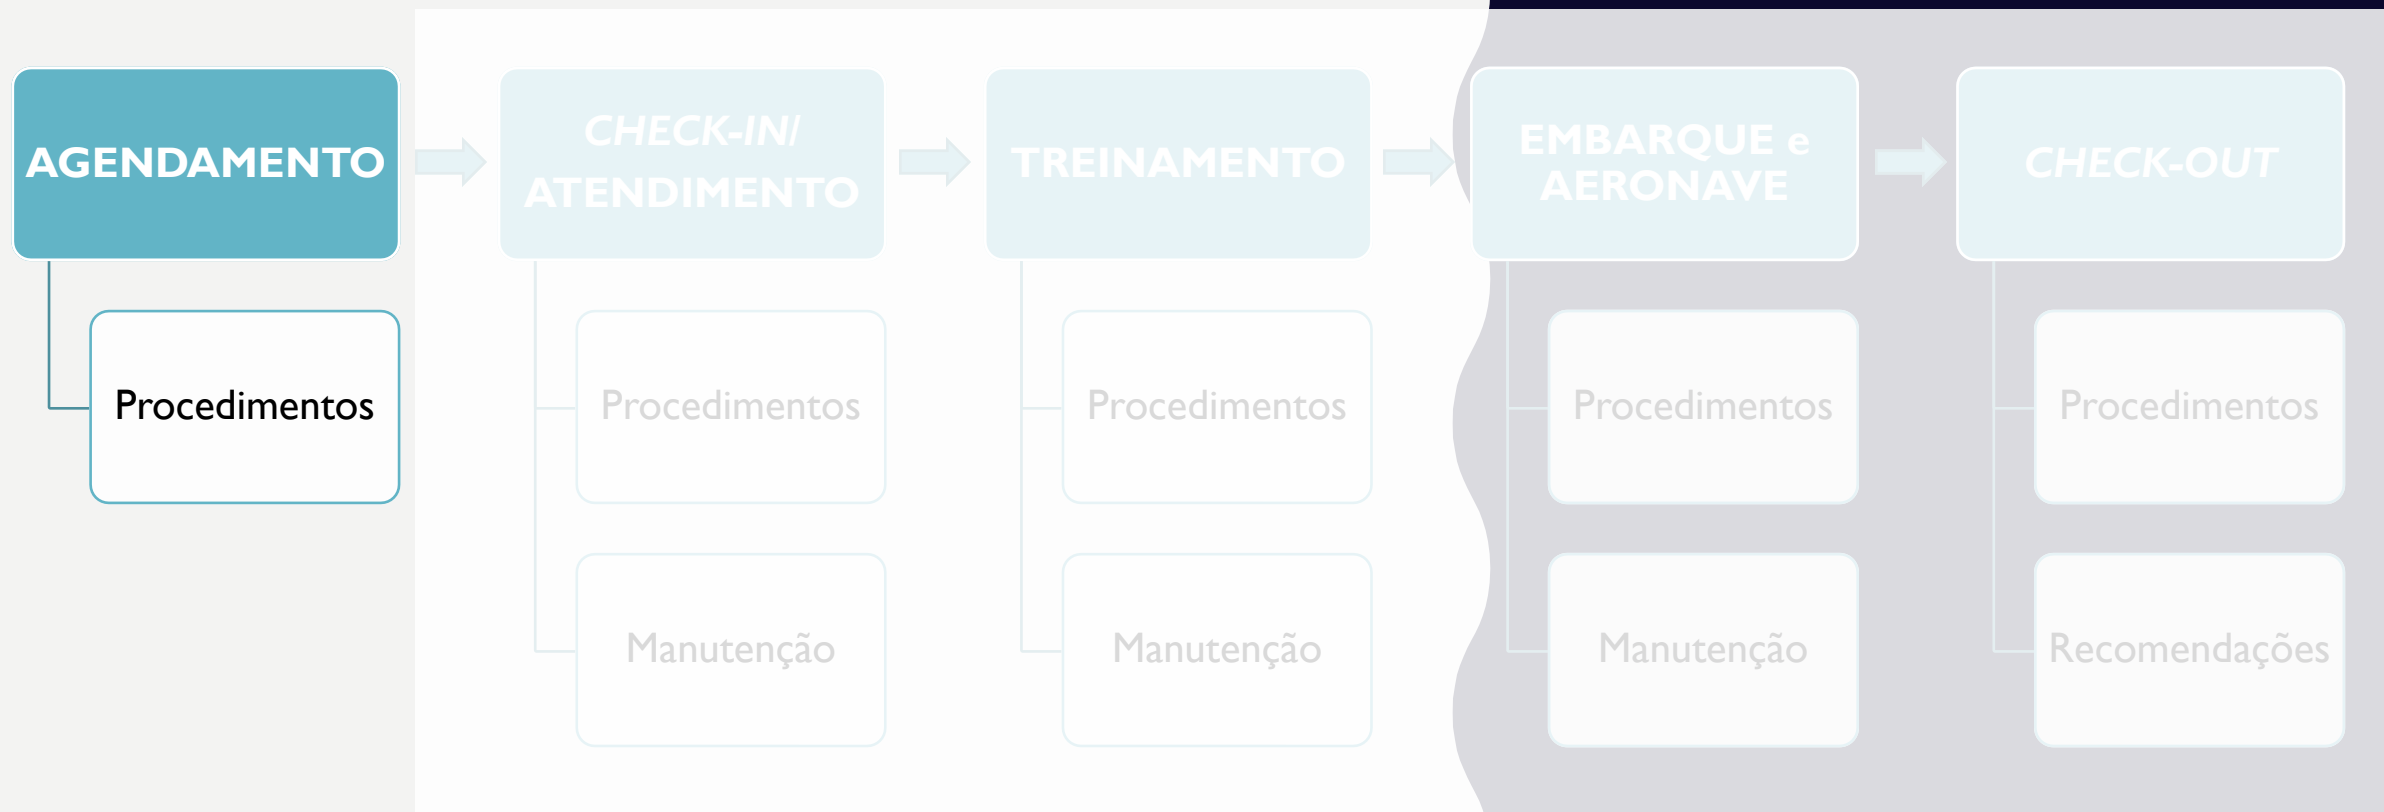 AGENDAMENTO
CHECK-IN/
ATENDIMENTO
TREINAMENTO
EMBARQUE e
AERONAVE
CHECK-OUT
Procedimentos
Procedimentos
Procedimentos
Procedimentos
Procedimentos
Manutenção
Manutenção
Manutenção
Recomendações